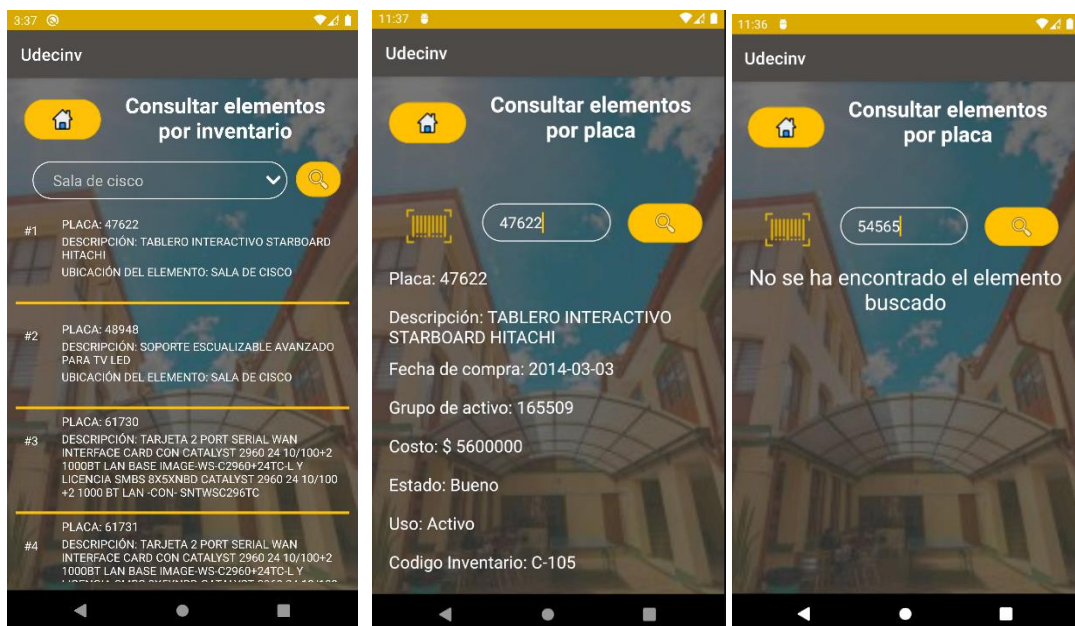 3:37
Udecinv
Consultar elementos
por inventario
Sala de cisco
#1
PLACA: 47622
DESCRIPCIÓN: TABLERO INTERACTIVO STARBOARD
HITACHI
UBICACIÓN DEL ELEMENTO: SALA DE CISCO
#2
PLACA: 48948
DESCRIPCIÓN: SOPORTE ESCUALIZABLE AVANZADO
PARA TV LED
UBICACIÓN DEL ELEMENTO: SALA DE CISCO
#3
PLACA: 61730
DESCRIPCIÓN: TARJETA 2 PORT SERIAL WAN
INTERFACE CARD CON CATALYST 2960 24 10/100+2
1000BT LAN BASE IMAGE-WS-C2960+24TC-L Y
LICENCIA SMBS 8X5XNBD CATALYST 2960 24 10/100
+2 1000 BT LAN -CON- SNTWSC296TC
#4
PLACA: 61731
DESCRIPCIÓN: TARJETA 2 PORT SERIAL WAN
INTERFACE CARD CON CATALYST 2960 24 10/100+2
1000BT LAN BASE IMAGE-WS-C2960+24TC-L Y
11:37
Udecinv
Consultar elementos
por placa
47622
Placa: 47622
Descripción: TABLERO INTERACTIVO
STARBOARD HITACHI
Fecha de compra: 2014-03-03
Grupo de activo: 165509
Costo: $ 5600000
Estado: Bueno
Uso: Activo
Codigo Inventario: C-105
11:36
Udecinv
Consultar elementos
por placa
54565
No se ha encontrado el elemento
buscado